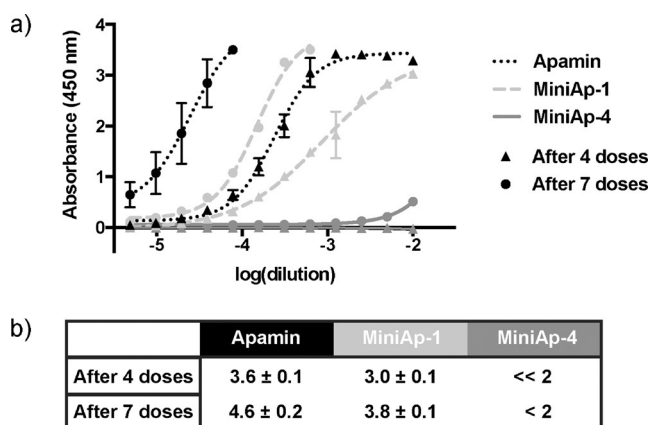 a)
Absorbance (450 nm)
4
3
2
1
0
-5
-4
-3
-2
log(dilution)
Apamin
MiniAp-1
MiniAp-4
After 4 doses
After 7 doses
b)
Apamin MiniAp-1 MiniAp-4
After 4 doses 3.6 ± 0.1 3.0 ± 0.1 << 2
After 7 doses 4.6 ± 0.2 3.8 ± 0.1 < 2